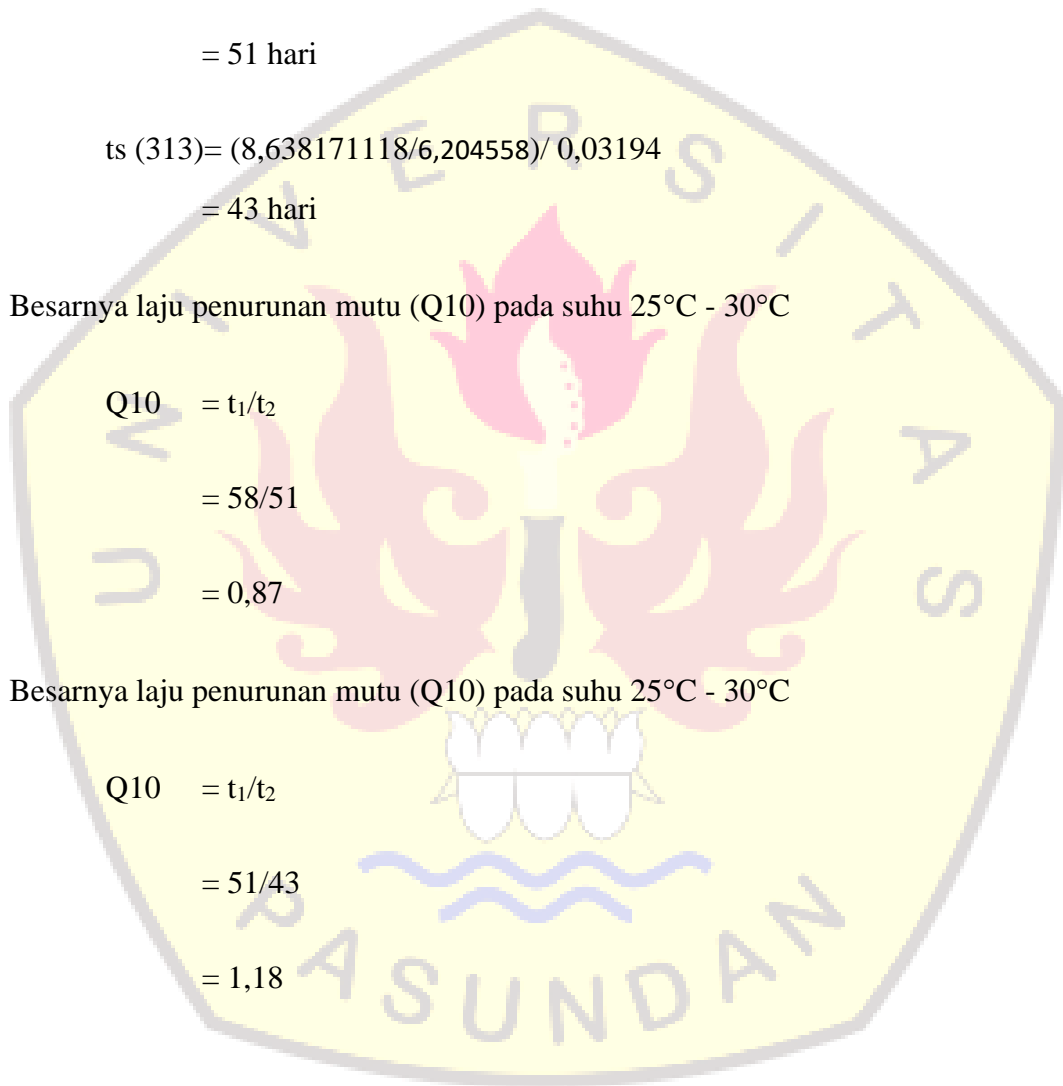 = 51 hari
ts (313)= (8,638171118/6,204558)/ 0,03194
= 43 hari
Besarnya laju penurunan mutu (Q10) pada suhu 25°C - 30°C
Q10 = t₁/t₂
= 58/51
= 0,87
Besarnya laju penurunan mutu (Q10) pada suhu 25°C - 30°C
Q10 = t₁/t₂
= 51/43
= 1,18
UNIVERSITAS
PASUNDAN